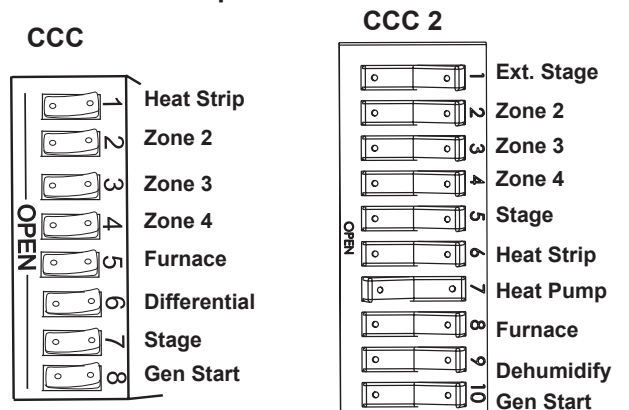 CCC
OPEN
1 Heat Strip
2 Zone 2
3 Zone 3
4 Zone 4
5 Furnace
6 Differential
7 Stage
8 Gen Start
CCC 2
OPEN
1 Ext. Stage
2 Zone 2
3 Zone 3
4 Zone 4
5 Stage
6 Heat Strip
7 Heat Pump
8 Furnace
9 Dehumidify
10 Gen Start